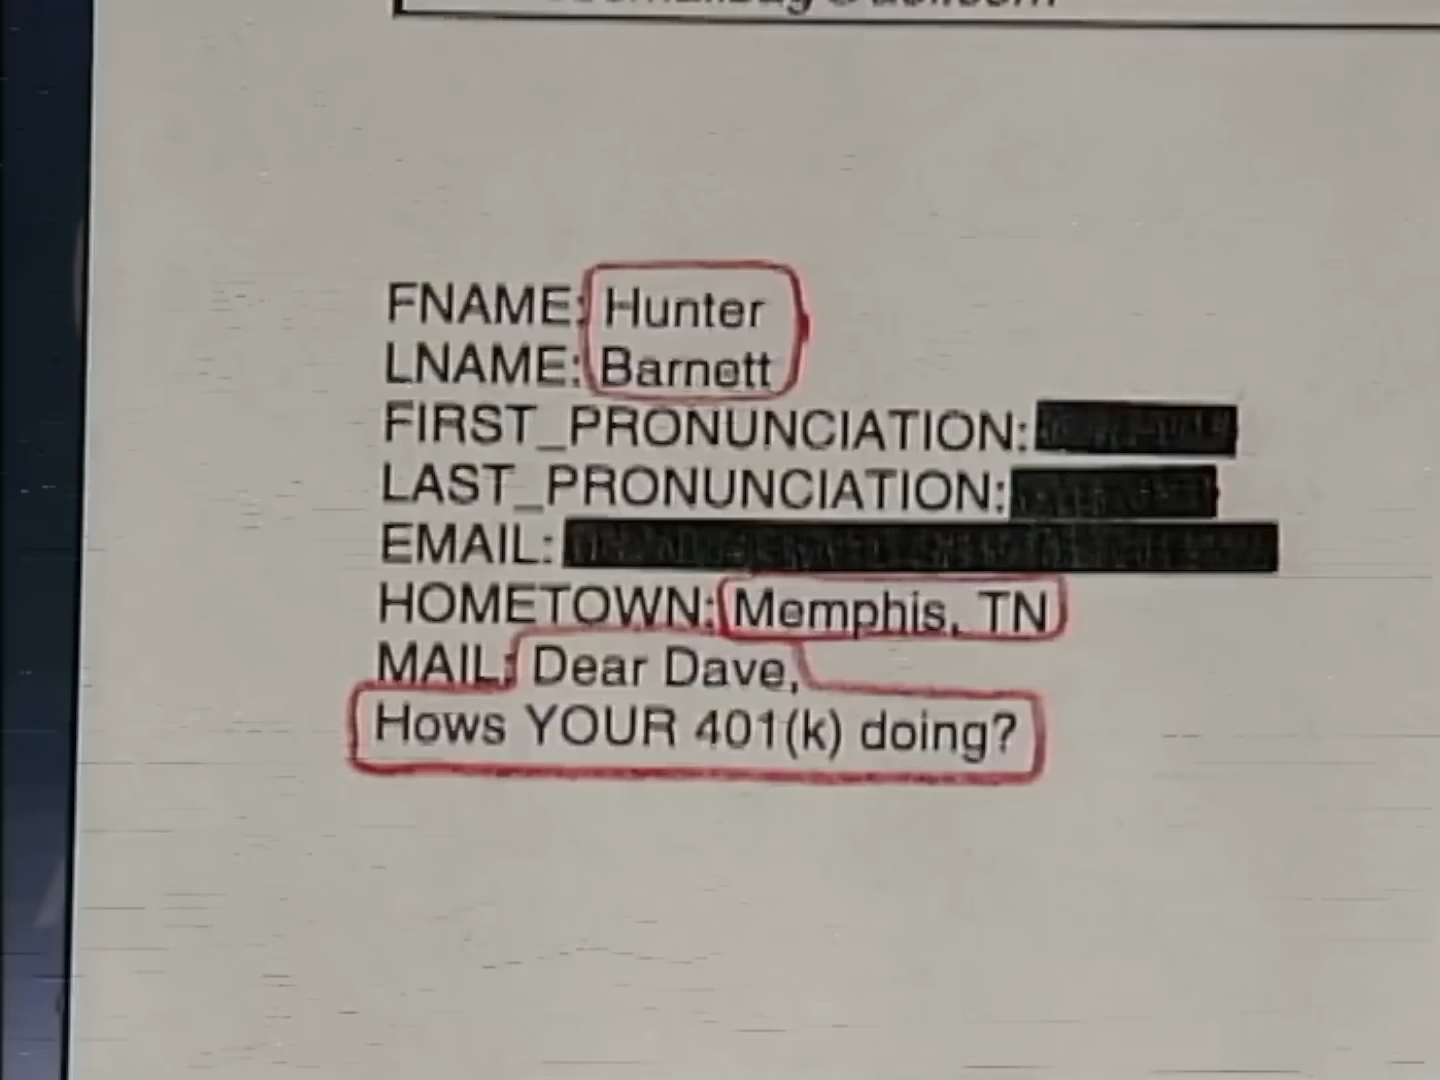 FNAME: Hunter
LNAME: Barnett
FIRST_PRONUNCIATION:
LAST_PRONUNCIATION:
EMAIL:
HOMETOWN: Memphis, TN
MAIL: Dear Dave,
Hows YOUR 401(k) doing?